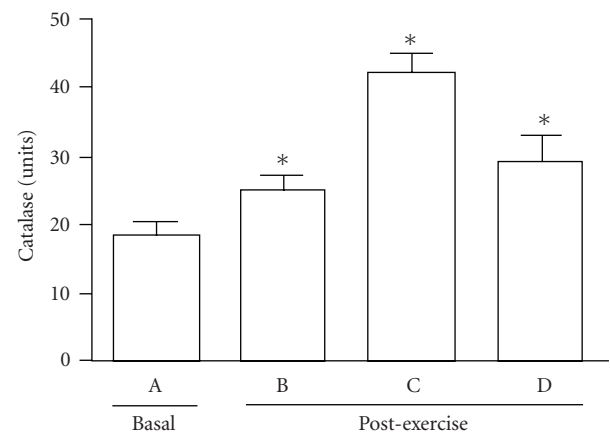 50
40
30
20
10
0
Catalase (units)
*
*
*
A
B
C
D
Basal
Post-exercise